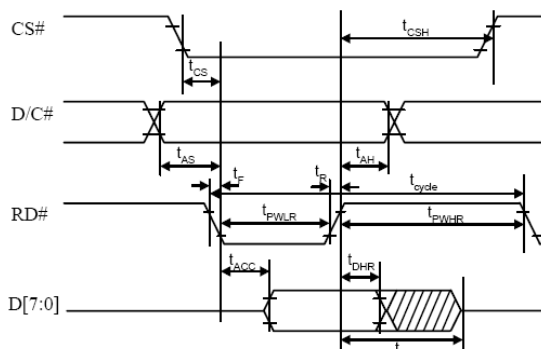 CS#
tCSH
tCS
D/C#
tAS
tAH
tF
tR
tcycle
RD#
tPWLR
tPWHR
tACC
tDHR
D[7:0]
t